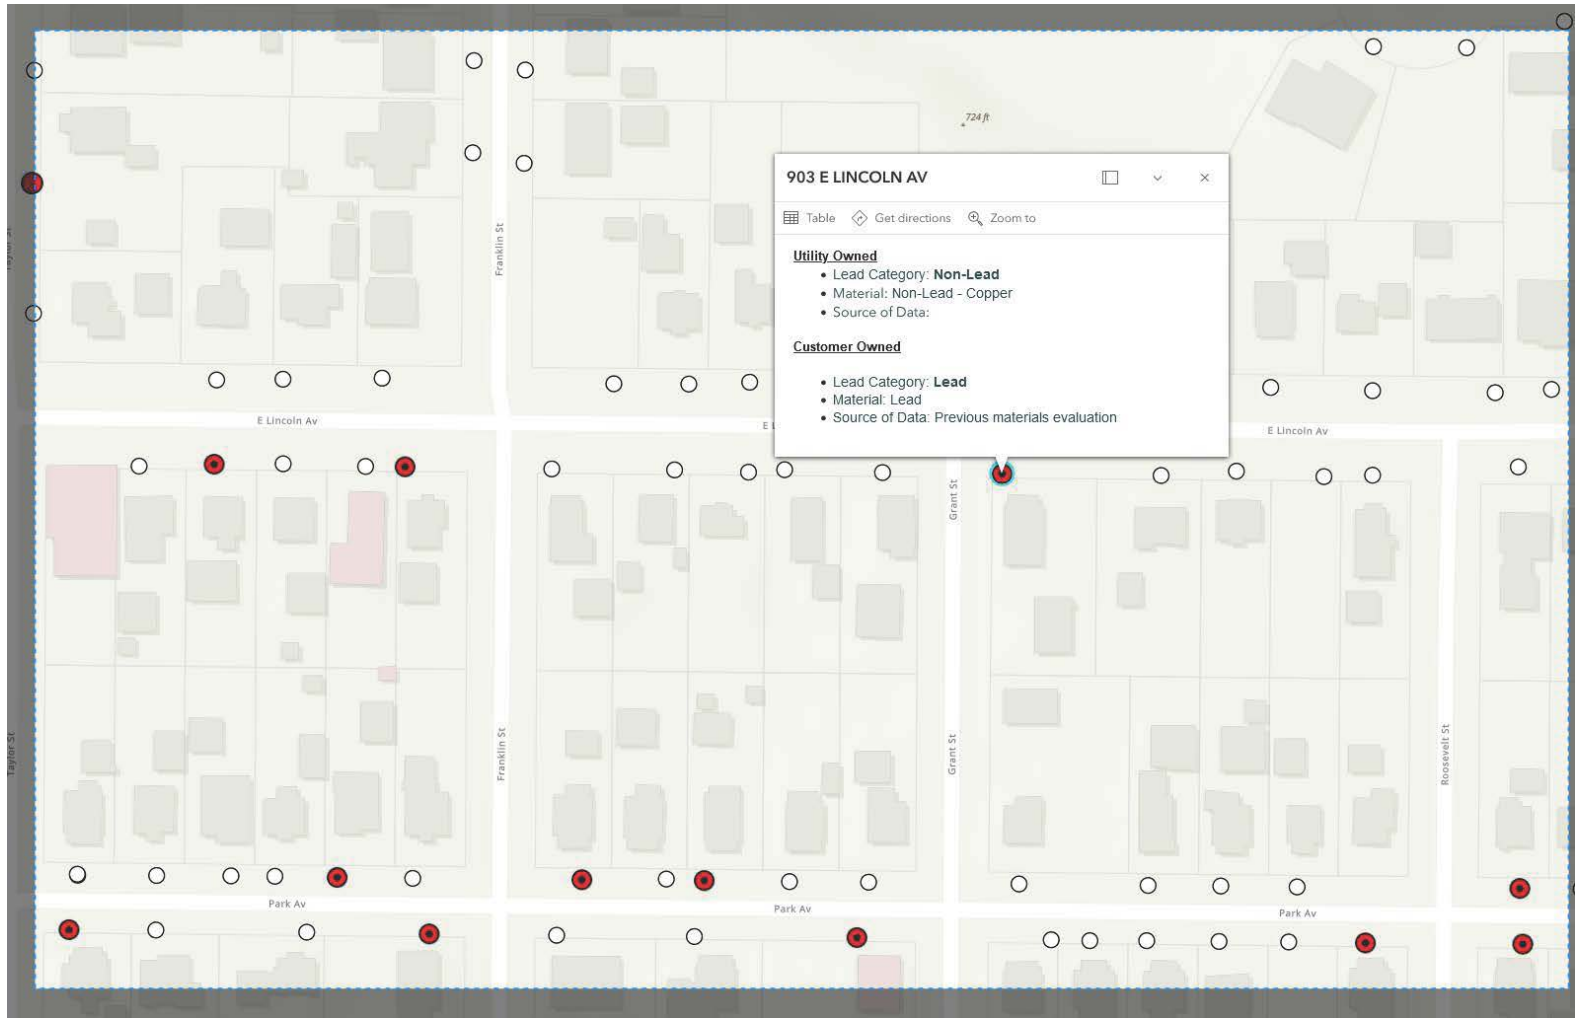 724 ft
903 E LINCOLN AV
Table Get directions Zoom to
Utility Owned
• Lead Category: Non-Lead
• Material: Non-Lead - Copper
• Source of Data:
Customer Owned
• Lead Category: Lead
• Material: Lead
• Source of Data: Previous materials evaluation
Taylor St
Franklin St
E Lincoln Av
E L
E Lincoln Av
Grant St
Taylor St
Franklin St
Grant St
Roosevelt St
Park Av
Park Av
Park Av